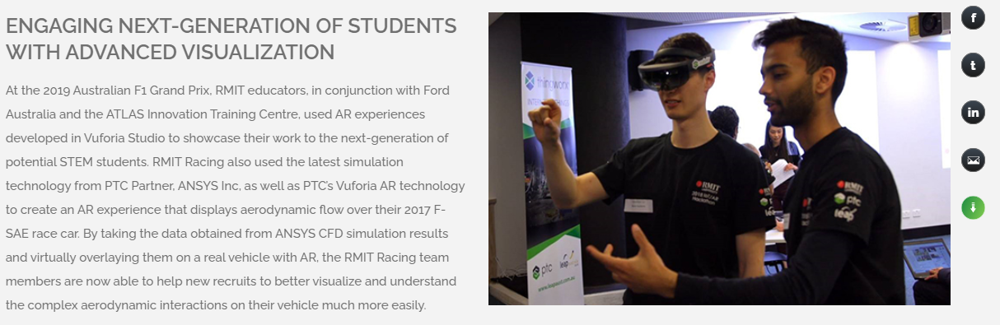 ENGAGING NEXT-GENERATION OF STUDENTS
WITH ADVANCED VISUALIZATION
At the 2019 Australian F1 Grand Prix, RMIT educators, in conjunction with Ford
Australia and the ATLAS Innovation Training Centre, used AR experiences
developed in Vuforia Studio to showcase their work to the next-generation of
potential STEM students. RMIT Racing also used the latest simulation
technology from PTC Partner, ANSYS Inc, as well as PTC's Vuforia AR technology
to create an AR experience that displays aerodynamic flow over their 2017 F-
SAE race car. By taking the data obtained from ANSYS CFD simulation results
and virtually overlaying them on a real vehicle with AR, the RMIT Racing team
members are now able to help new recruits to better visualize and understand
the complex aerodynamic interactions on their vehicle much more easily.
thingworx
ptc
leap
www.leapaust.com.au
RMIT
leap
RMIT
ptc
leap
f
t
in